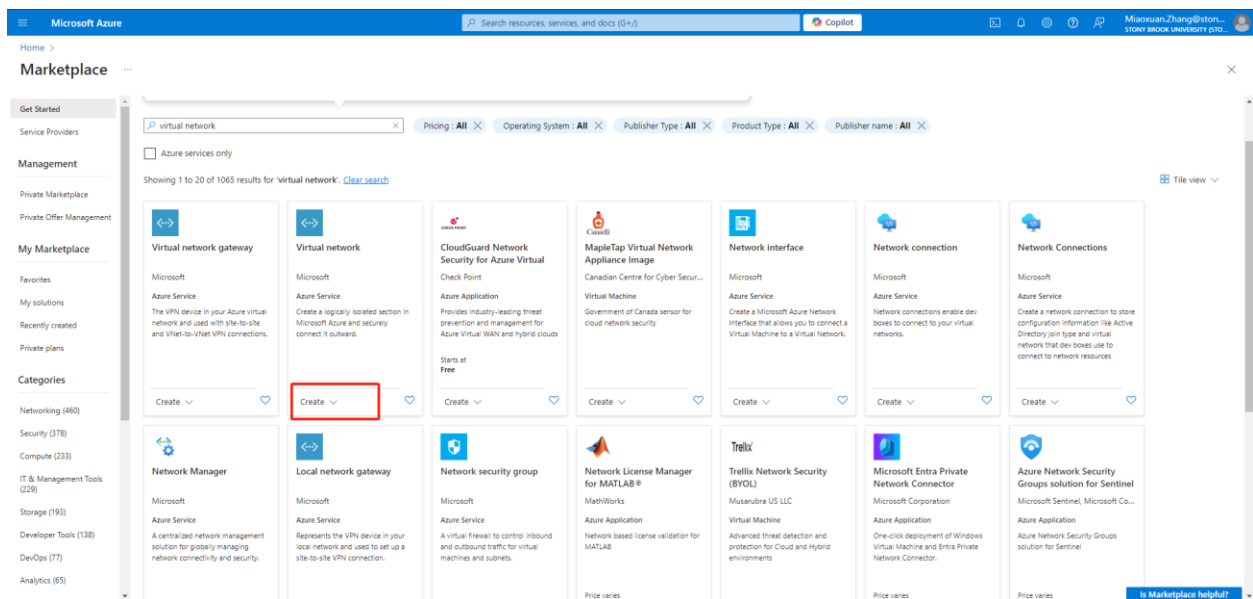 Microsoft Azure
Search resources, services, and docs (G+/)
Copilot
Miaoxuan.Zhang@ston...
STONY BROOK UNIVERSITY (STO...
Home >
Marketplace ...
Get Started
Service Providers
Management
Private Marketplace
Private Offer Management
My Marketplace
Favorites
My solutions
Recently created
Private plans
Categories
Networking (460)
Security (378)
Compute (233)
IT & Management Tools
(229)
Storage (193)
Developer Tools (138)
DevOps (77)
Analytics (65)
virtual network
Pricing : All
Operating System : All
Publisher Type : All
Product Type : All
Publisher name : All
Azure services only
Showing 1 to 20 of 1065 results for 'virtual network'. Clear search
Tile view
Virtual network gateway
Microsoft
Azure Service
The VPN device in your Azure virtual
network and used with site-to-site
and VNet-to-VNet VPN connections.
Create
Virtual network
Microsoft
Azure Service
Create a logically isolated section in
Microsoft Azure and securely
connect it outward.
Create
CHECK POINT
CloudGuard Network
Security for Azure Virtual
Check Point
Azure Application
Provides industry-leading threat
prevention and management for
Azure Virtual WAN and hybrid clouds
Starts at
Free
Create
Canadii
MapleTap Virtual Network
Appliance Image
Canadian Centre for Cyber Secur...
Virtual Machine
Government of Canada sensor for
cloud network security
Create
Network interface
Microsoft
Azure Service
Create a Microsoft Azure Network
Interface that allows you to connect a
Virtual Machine to a Virtual Network.
Create
Network connection
Microsoft
Azure Service
Network connections enable dev
boxes to connect to your virtual
networks.
Create
Network Connections
Microsoft
Azure Service
Create a network connection to store
configuration information like Active
Directory join type and virtual
network that dev boxes use to
connect to network resources
Create
Network Manager
Microsoft
Azure Service
A centralized network management
solution for globally managing
network connectivity and security.
Local network gateway
Microsoft
Azure Service
Represents the VPN device in your
local network and used to set up a
site-to-site VPN connection.
Network security group
Microsoft
Azure Service
A virtual firewall to control inbound
and outbound traffic for virtual
machines and subnets.
Network License Manager
for MATLAB®
MathWorks
Azure Application
Network based license validation for
MATLAB
Price varies
Trellix
Trellix Network Security
(BYOL)
Musarubra US LLC
Virtual Machine
Advanced threat detection and
protection for Cloud and Hybrid
environments
Microsoft Entra Private
Network Connector
Microsoft Corporation
Azure Application
One-click deployment of Windows
Virtual Machine and Entra Private
Network Connector.
Price varies
Azure Network Security
Groups solution for Sentinel
Microsoft Sentinel, Microsoft Co...
Azure Application
Azure Network Security Groups
solution for Sentinel
Price varies
Is Marketplace helpful?